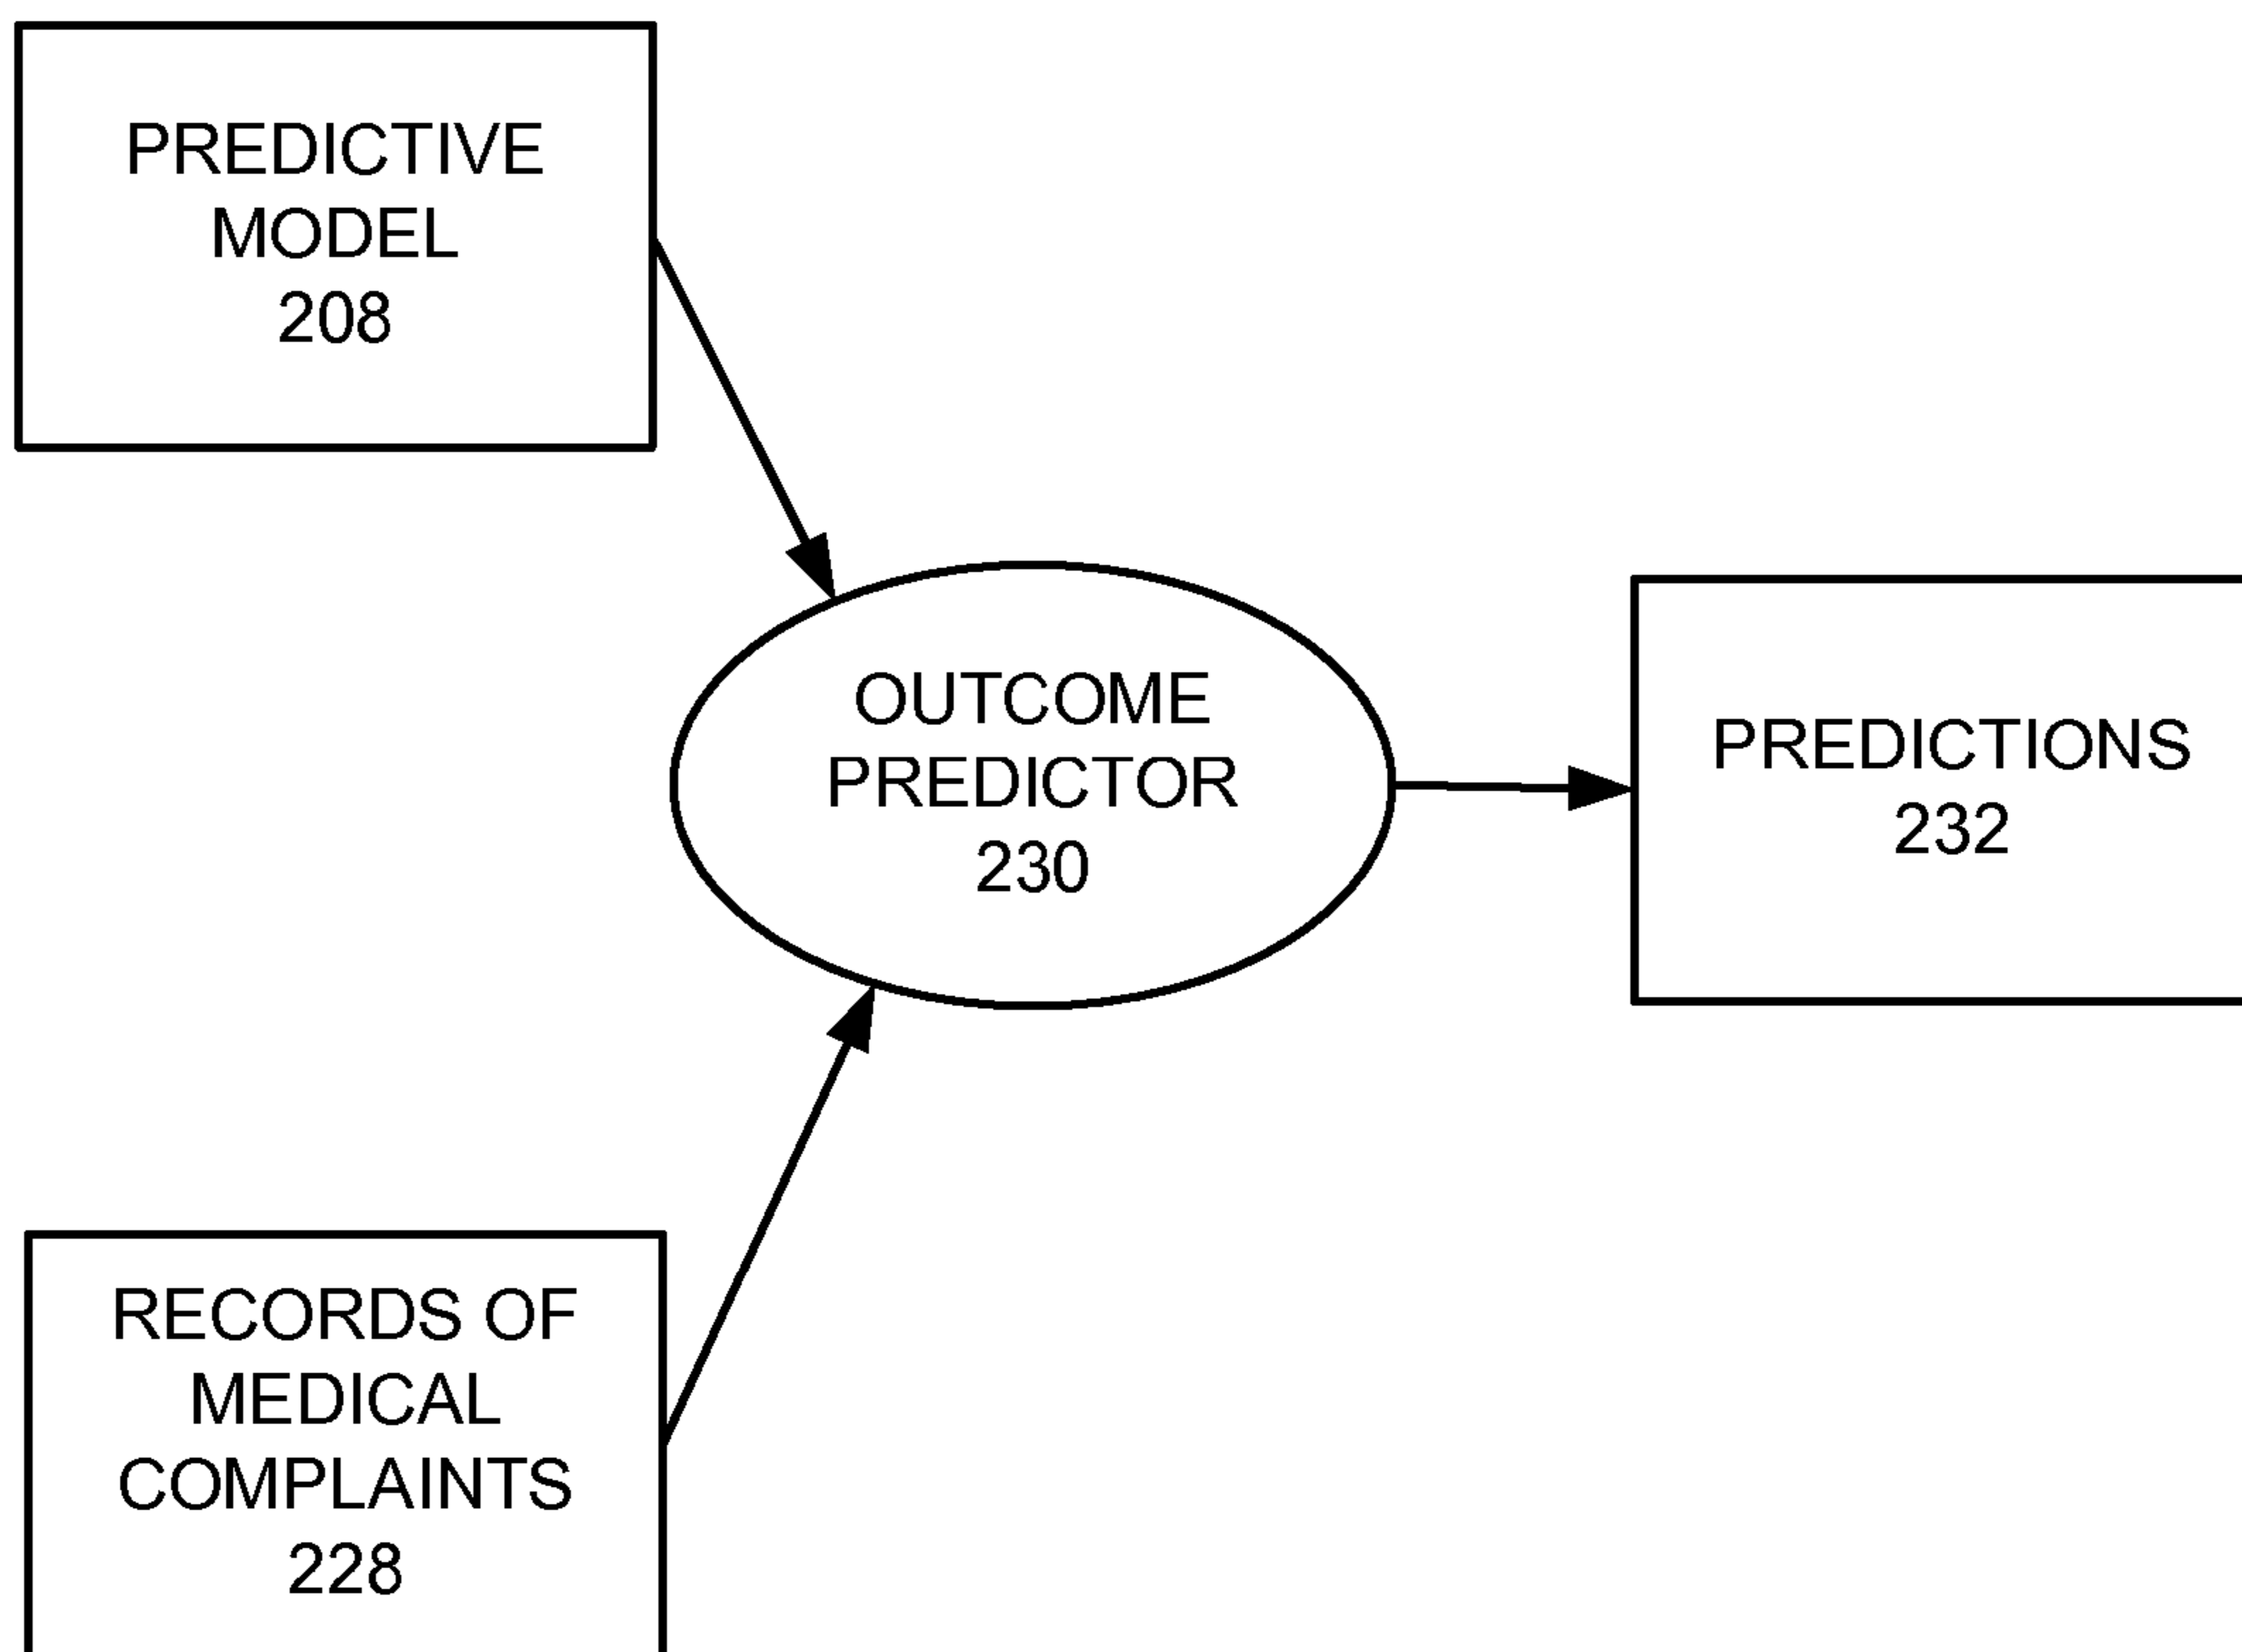 PREDICTIVE
MODEL
208
OUTCOME
PREDICTOR
230
PREDICTIONS
232
RECORDS OF
MEDICAL
COMPLAINTS
228